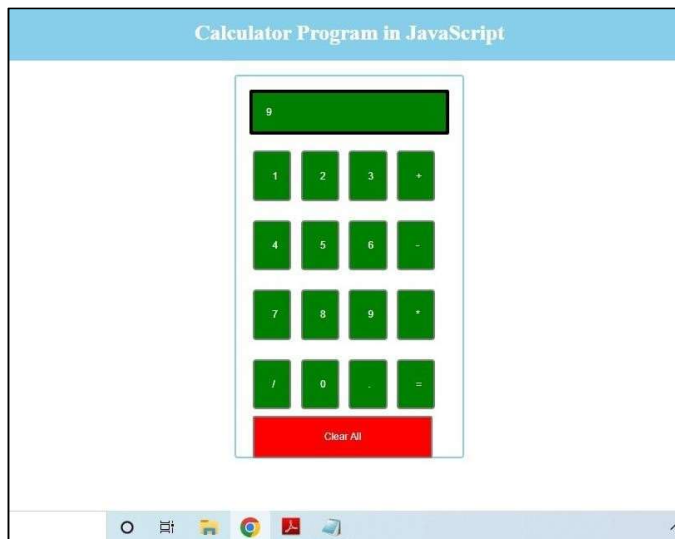 Calculator Program in JavaScript
9
1 2 3 +
4 5 6 -
7 8 9 *
/ 0 . =
Clear All